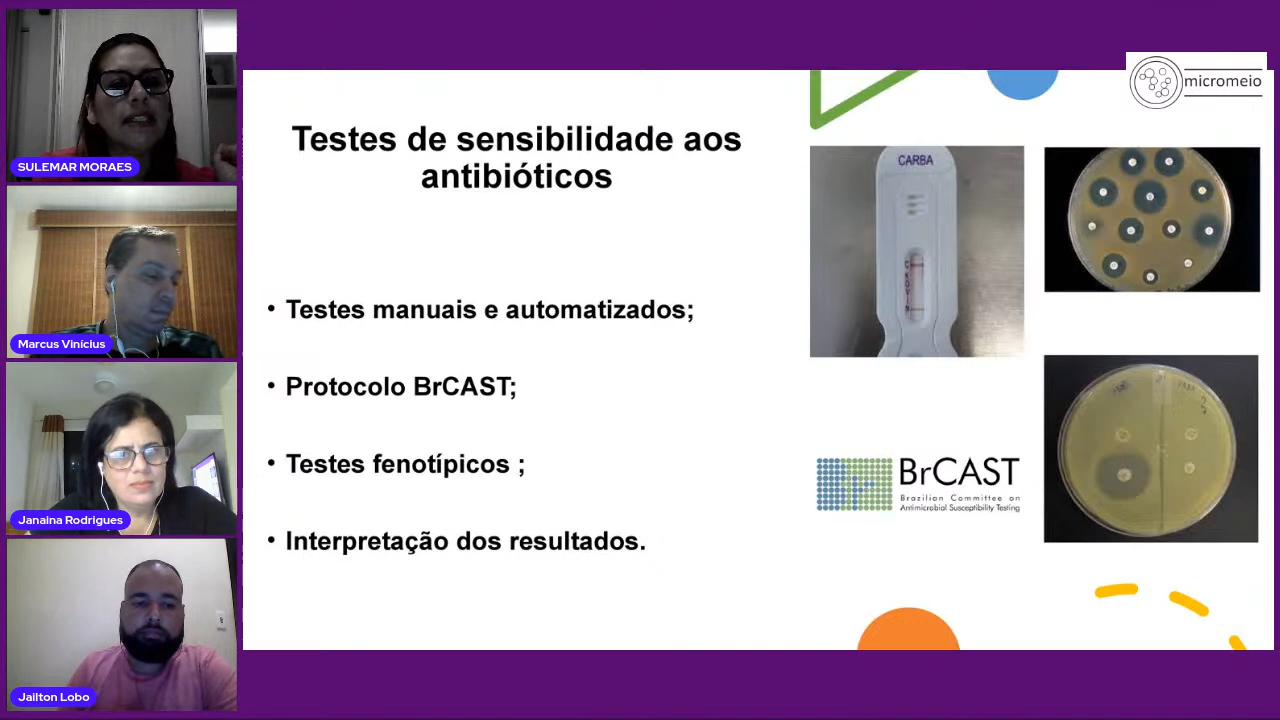 SULEMAR MORAES
Marcus Vinícius
Janaina Rodrigues
Jailton Lobo
micromeio
Testes de sensibilidade aos
antibióticos
• Testes manuais e automatizados;
• Protocolo BrCAST;
• Testes fenotípicos ;
• Interpretação dos resultados.
CARBA
BrCAST
Brazilian Committee on
Antimicrobial Susceptibility Testing